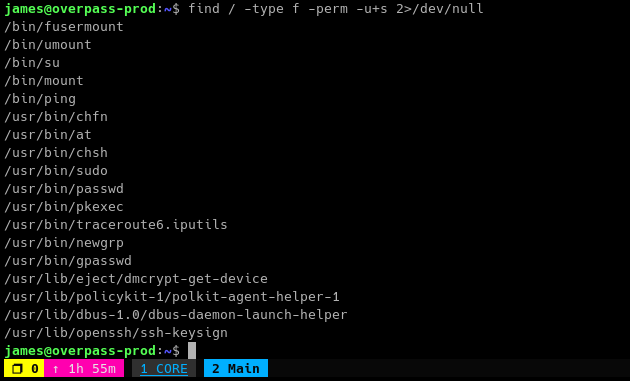 james@overpass-prod:~$ find / -type f -perm -u+s 2>/dev/null
/bin/fusermount
/bin/umount
/bin/su
/bin/mount
/bin/ping
/usr/bin/chfn
/usr/bin/at
/usr/bin/chsh
/usr/bin/sudo
/usr/bin/passwd
/usr/bin/pkexec
/usr/bin/traceroute6.iputils
/usr/bin/newgrp
/usr/bin/gpasswd
/usr/lib/eject/dmcrypt-get-device
/usr/lib/policykit-1/polkit-agent-helper-1
/usr/lib/dbus-1.0/dbus-daemon-launch-helper
/usr/lib/openssh/ssh-keysign
james@overpass-prod:~$
❐ 0 ↑ 1h 55m 1 CORE 2 Main